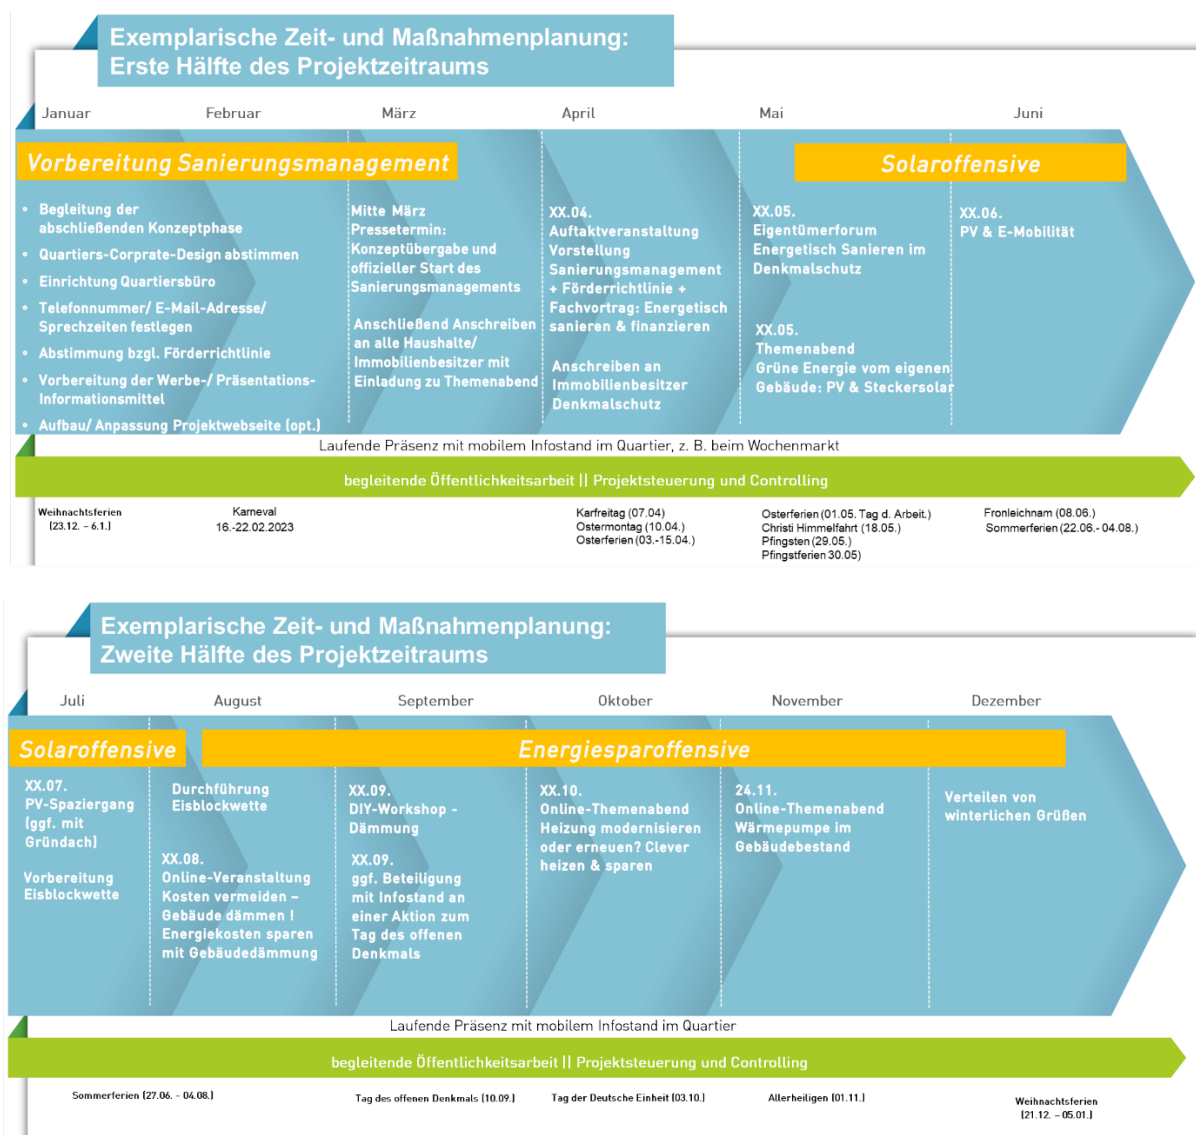 Exemplarische Zeit- und Maßnahmenplanung:
Erste Hälfte des Projektzeitraums
Januar
Februar
März
April
Mai
Juni
Vorbereitung Sanierungsmanagement
Solaroffensive
• Begleitung der
abschließenden Konzeptphase
• Quartiers-Corprate-Design abstimmen
• Einrichtung Quartiersbüro
• Telefonnummer/ E-Mail-Adresse/
Sprechzeiten festlegen
• Abstimmung bzgl. Förderrichtlinie
• Vorbereitung der Werbe-/ Präsentations-
Informationsmittel
• Aufbau/ Anpassung Projektwebseite (opt.)
Mitte März
Pressetermin:
Konzeptübergabe und
offizieller Start des
Sanierungsmanagements
Anschließend Anschreiben
an alle Haushalte/
Immobilienbesitzer mit
Einladung zu Themenabend
XX.04.
Auftaktveranstaltung
Vorstellung
Sanierungsmanagement
+ Förderrichtlinie +
Fachvortrag: Energetisch
sanieren & finanzieren
Anschreiben an
Immobilienbesitzer
Denkmalschutz
XX.05.
Eigentümerforum
Energetisch Sanieren im
Denkmalschutz
XX.05.
Themenabend
Grüne Energie vom eigenen
Gebäude: PV & Steckersolar
XX.06.
PV & E-Mobilität
Laufende Präsenz mit mobilem Infostand im Quartier, z. B. beim Wochenmarkt
begleitende Öffentlichkeitsarbeit || Projektsteuerung und Controlling
Weihnachtsferien
(23.12. – 6.1.)
Karneval
16.-22.02.2023
Karfreitag (07.04)
Ostermontag (10.04.)
Osterferien (03.-15.04.)
Osterferien (01.05. Tag d. Arbeit.)
Christi Himmelfahrt (18.05.)
Pfingsten (29.05.)
Pfingstferien 30.05)
Fronleichnam (08.06.)
Sommerferien (22.06.- 04.08.)
Exemplarische Zeit- und Maßnahmenplanung:
Zweite Hälfte des Projektzeitraums
Juli
August
September
Oktober
November
Dezember
Solaroffensive
Energiesparoffensive
XX.07.
PV-Spaziergang
(ggf. mit
Gründach)
Vorbereitung
Eisblockwette
Durchführung
Eisblockwette
XX.08.
Online-Veranstaltung
Kosten vermeiden –
Gebäude dämmen !
Energiekosten sparen
mit Gebäudedämmung
XX.09.
DIY-Workshop -
Dämmung
XX.09.
ggf. Beteiligung
mit Infostand an
einer Aktion zum
Tag des offenen
Denkmals
XX.10.
Online-Themenabend
Heizung modernisieren
oder erneuen? Clever
heizen & sparen
24.11.
Online-Themenabend
Wärmepumpe im
Gebäudebestand
Verteilen von
winterlichen Grüßen
Laufende Präsenz mit mobilem Infostand im Quartier
begleitende Öffentlichkeitsarbeit || Projektsteuerung und Controlling
Sommerferien (27.06. - 04.08.)
Tag des offenen Denkmals (10.09.)
Tag der Deutsche Einheit (03.10.)
Allerheiligen (01.11.)
Weihnachtsferien
(21.12. – 05.01.)